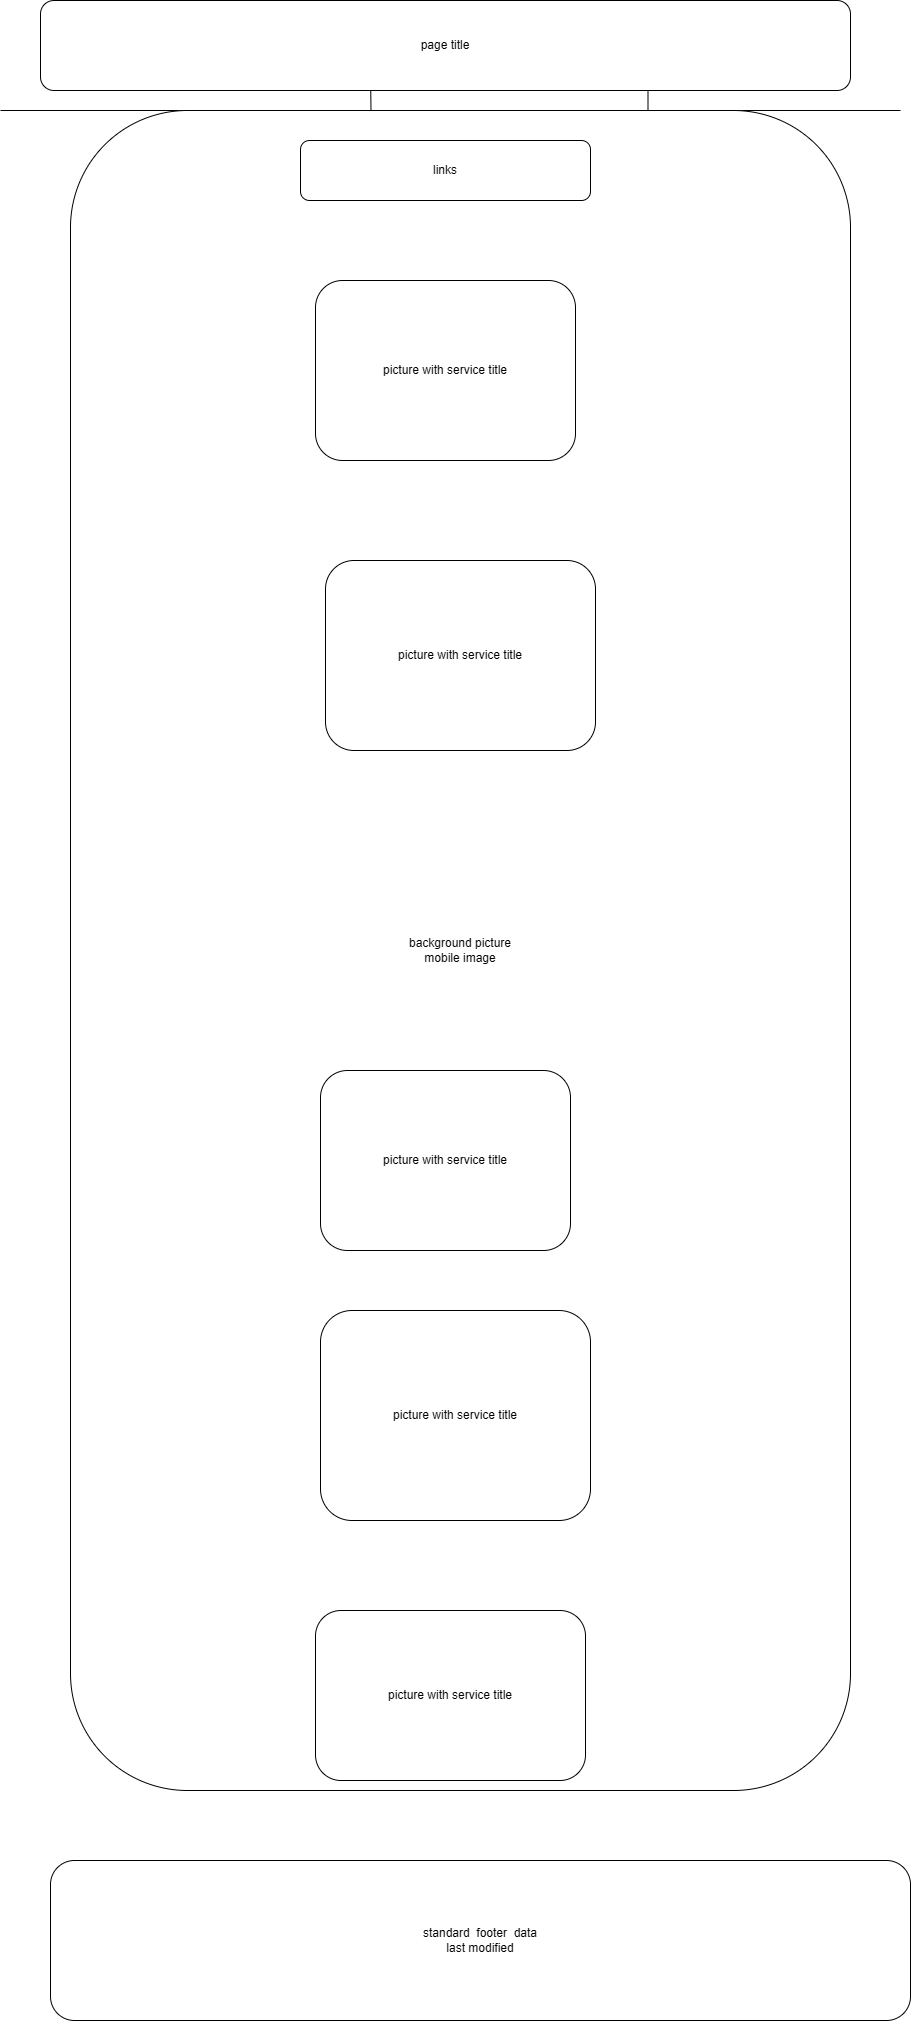 page title
links
picture with service title
picture with service title
background picture
mobile image
picture with service title
picture with service title
picture with service title
standard  footer  data
last modified